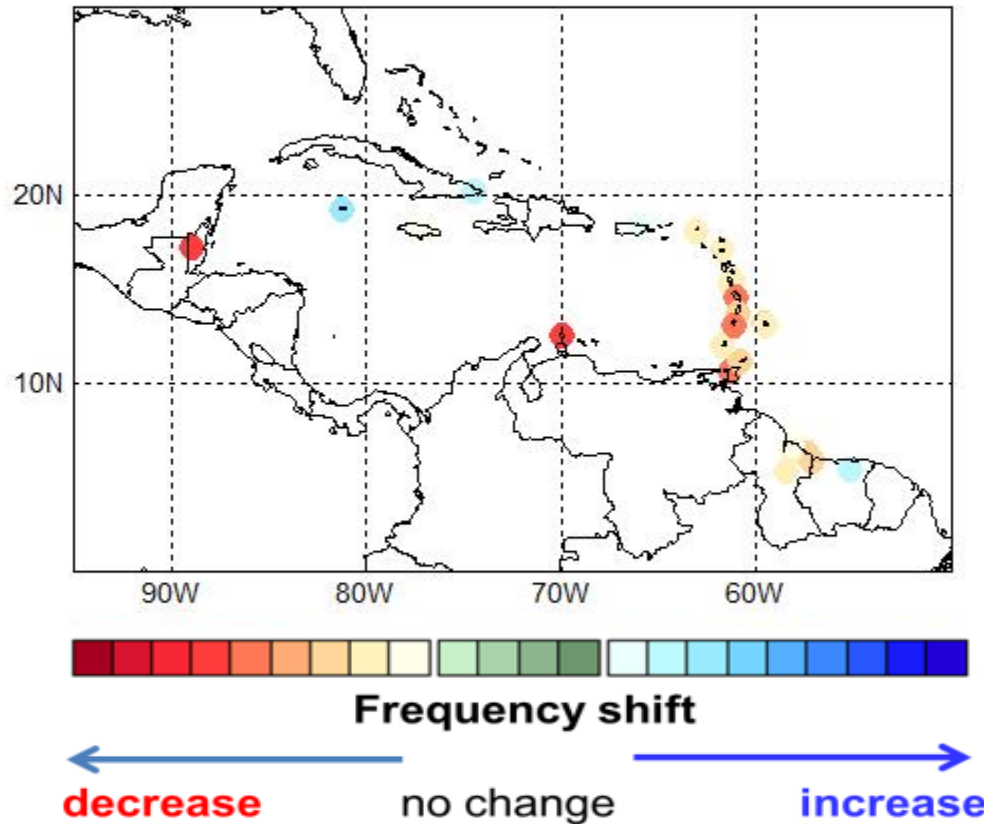 20N
10N
90W 80W 70W 60W
Frequency shift
decrease no change increase